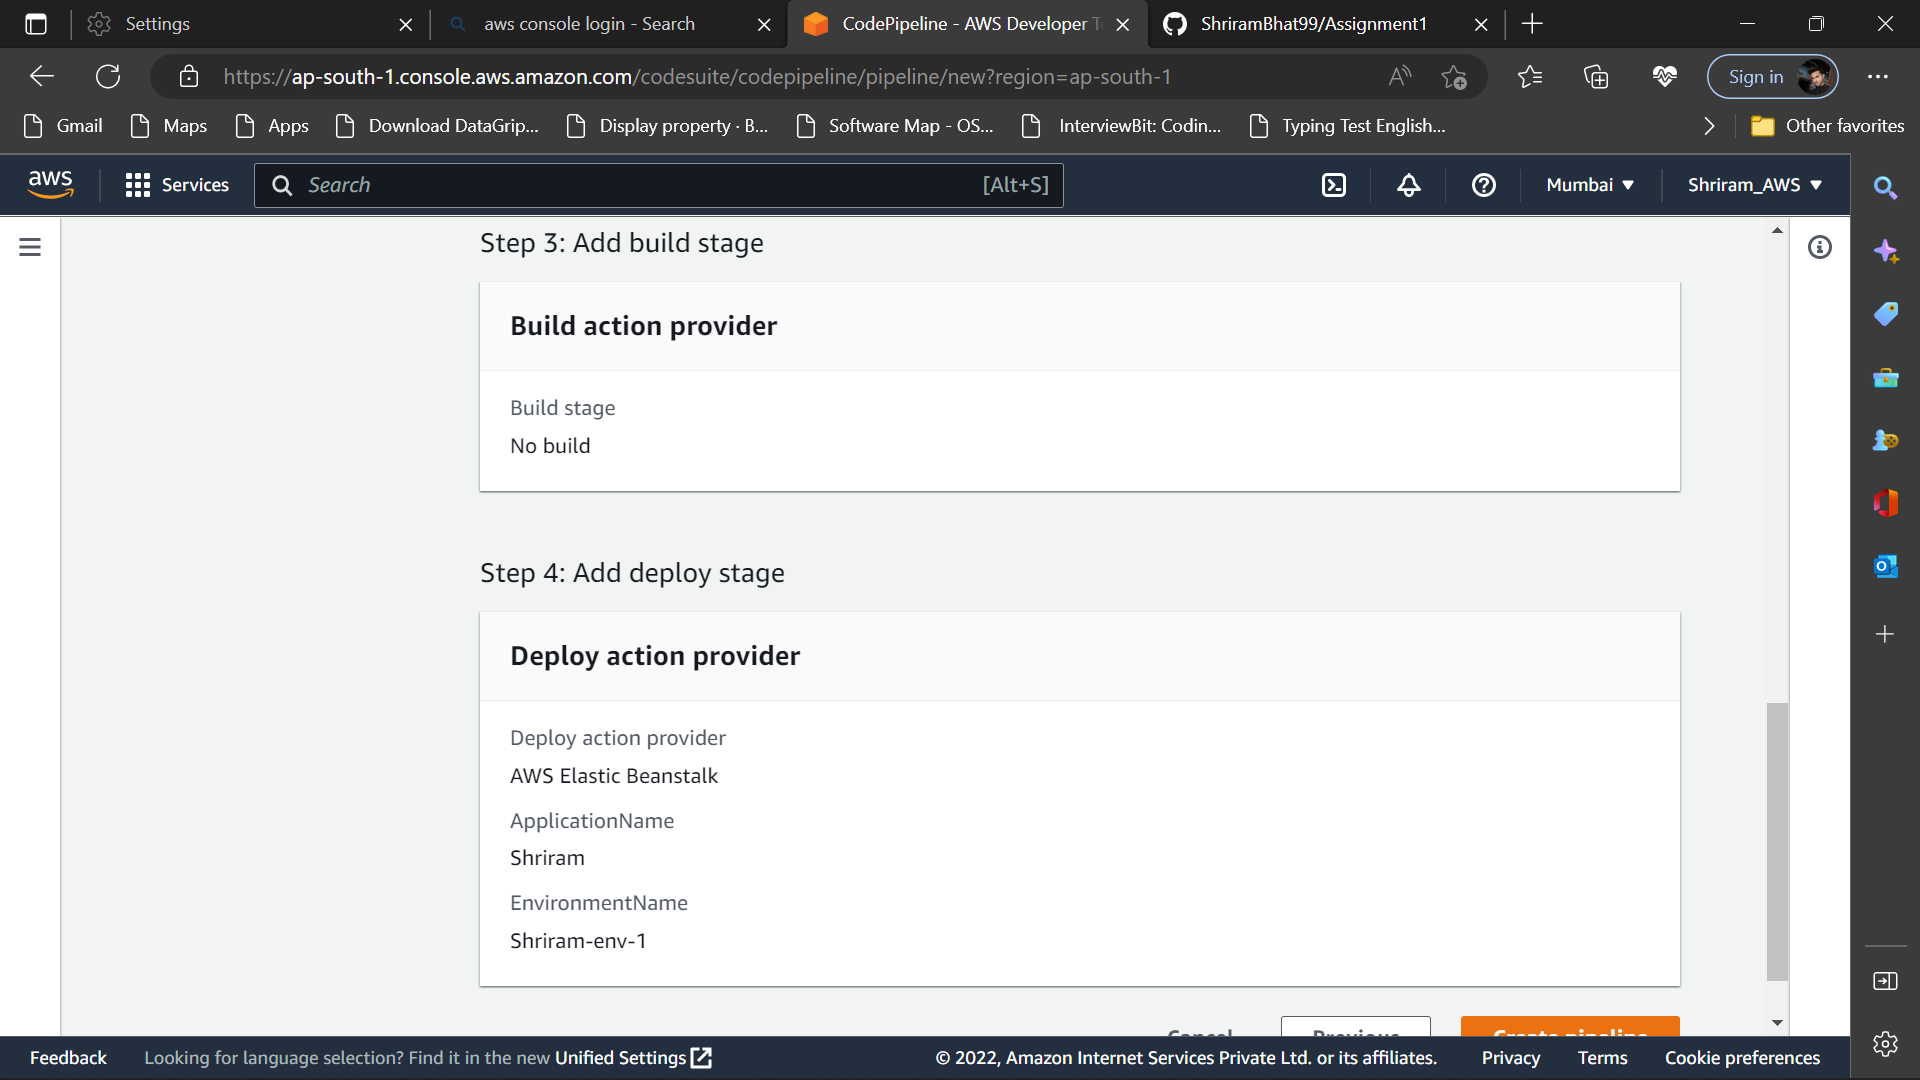 Settings
aws console login - Search
CodePipeline - AWS Developer T
ShriramBhat99/Assignment1
https://ap-south-1.console.aws.amazon.com/codesuite/codepipeline/pipeline/new?region=ap-south-1
Sign in
Gmail
Maps
Apps
Download DataGrip...
Display property · B...
Software Map - OS...
InterviewBit: Codin...
Typing Test English...
Other favorites
aws
Services
Search
[Alt+S]
Mumbai
Shriram_AWS
Step 3: Add build stage
Build action provider
Build stage
No build
Step 4: Add deploy stage
Deploy action provider
Deploy action provider
AWS Elastic Beanstalk
ApplicationName
Shriram
EnvironmentName
Shriram-env-1
Cancel
Previous
Create pipeline
Feedback
Looking for language selection? Find it in the new Unified Settings
© 2022, Amazon Internet Services Private Ltd. or its affiliates.
Privacy
Terms
Cookie preferences